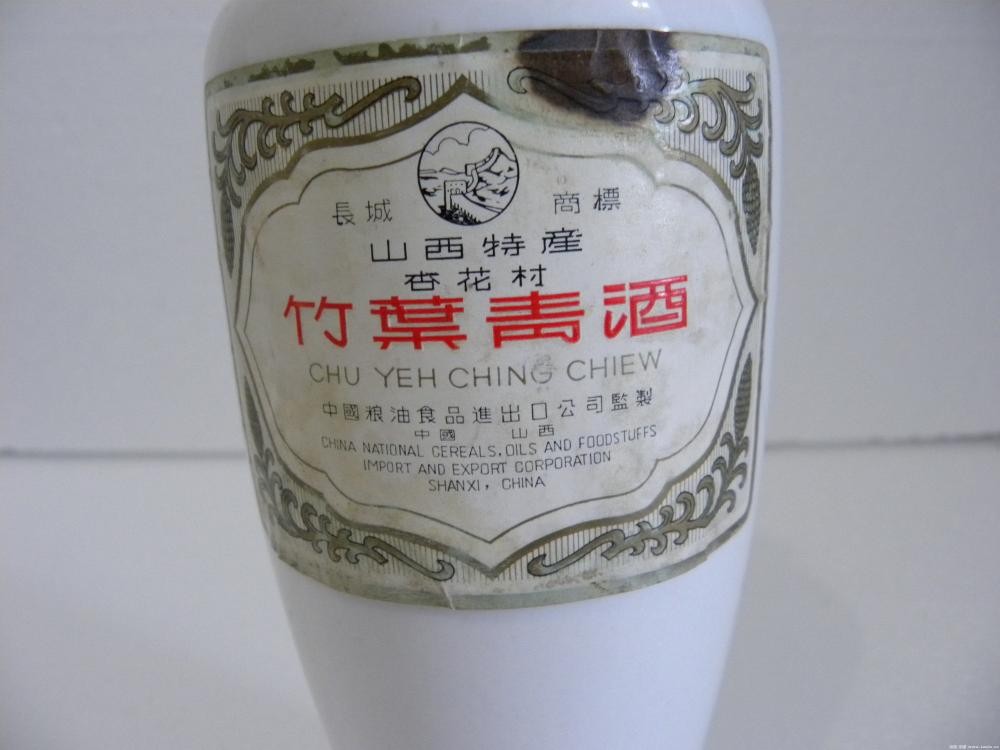 長城 商標
山西特產
杏花村
竹葉青酒
CHU YEH CHING CHIEW
中國粮油食品進出口公司監製
中國 山西
CHINA NATIONAL CEREALS, OILS AND FOODSTUFFS
IMPORT AND EXPORT CORPORATION
SHANXI, CHINA